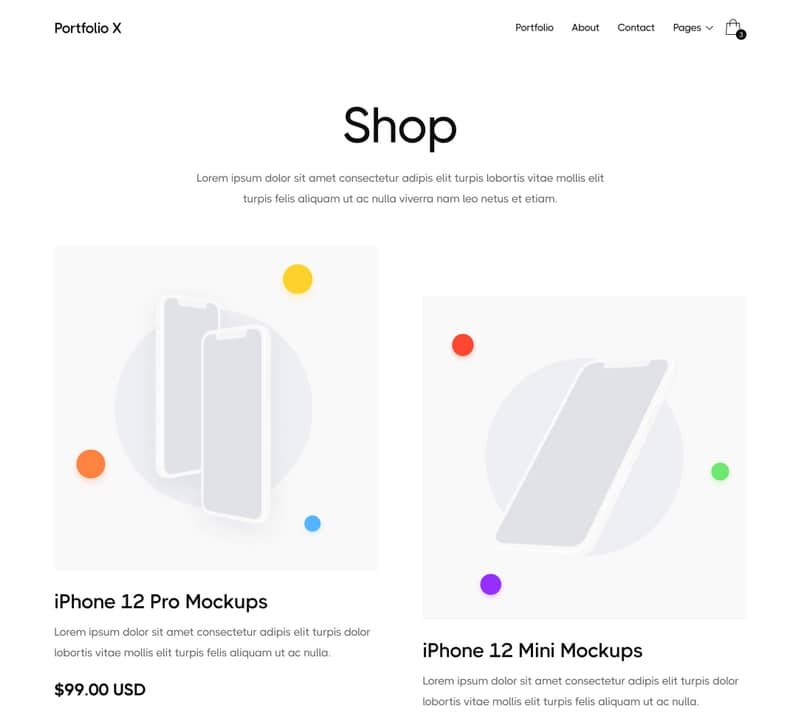 Portfolio X
Portfolio About Contact Pages
3
Shop
Lorem ipsum dolor sit amet consectetur adipis elit turpis lobortis vitae mollis elit
turpis felis aliquam ut ac nulla viverra nam leo netus et etiam.
iPhone 12 Pro Mockups
Lorem ipsum dolor sit amet consectetur adipis elit turpis dolor
lobortis vitae mollis elit turpis felis aliquam ut ac nulla.
$99.00 USD
iPhone 12 Mini Mockups
Lorem ipsum dolor sit amet consectetur adipis elit turpis dolor
lobortis vitae mollis elit turpis felis aliquam ut ac nulla.